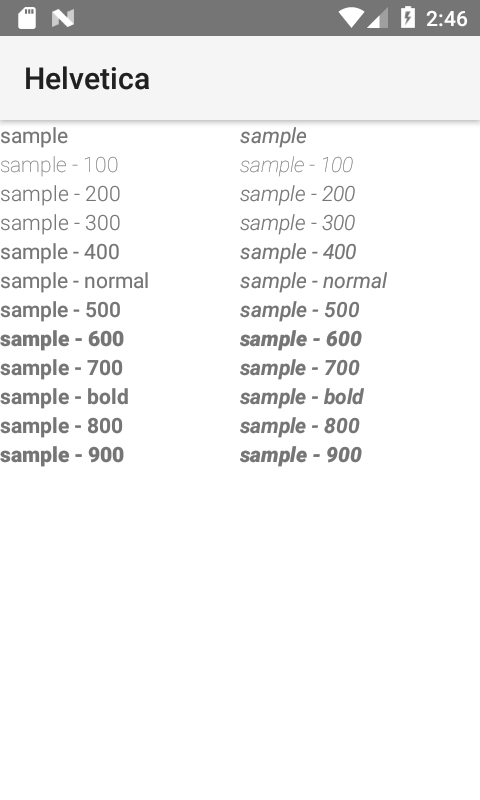 2:46
Helvetica
sample sample
sample - 100 sample - 100
sample - 200 sample - 200
sample - 300 sample - 300
sample - 400 sample - 400
sample - normal sample - normal
sample - 500 sample - 500
sample - 600 sample - 600
sample - 700 sample - 700
sample - bold sample - bold
sample - 800 sample - 800
sample - 900 sample - 900